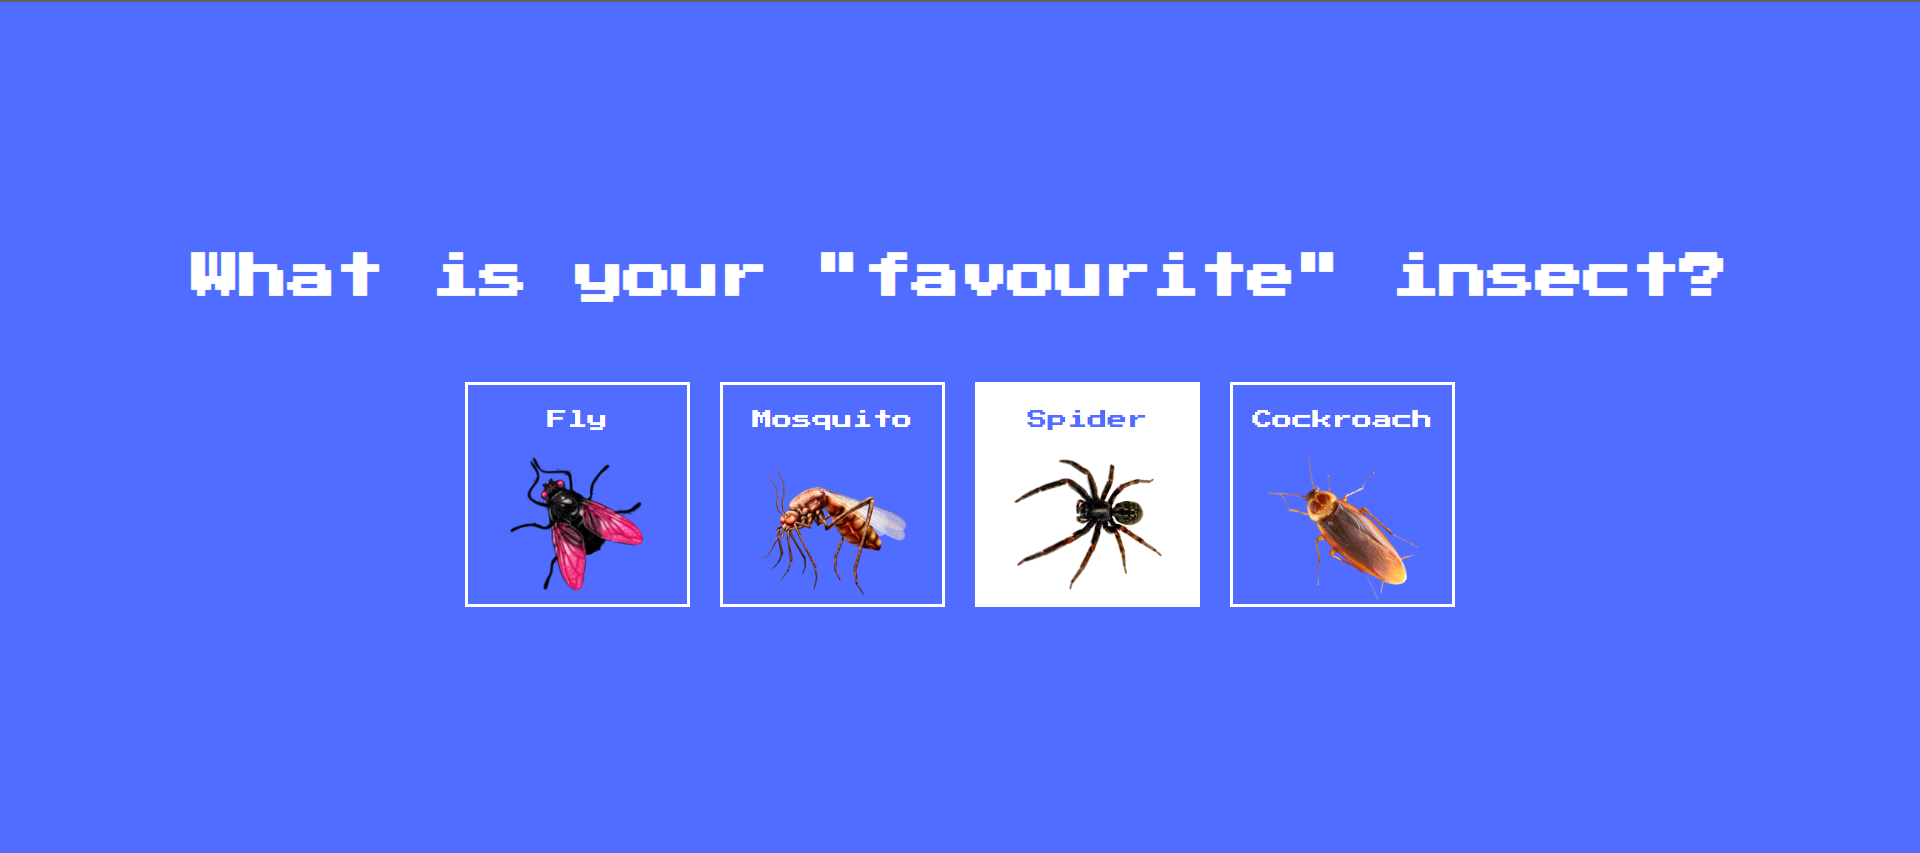 What is your "favourite" insect?
Fly
Mosquito
Spider
Cockroach